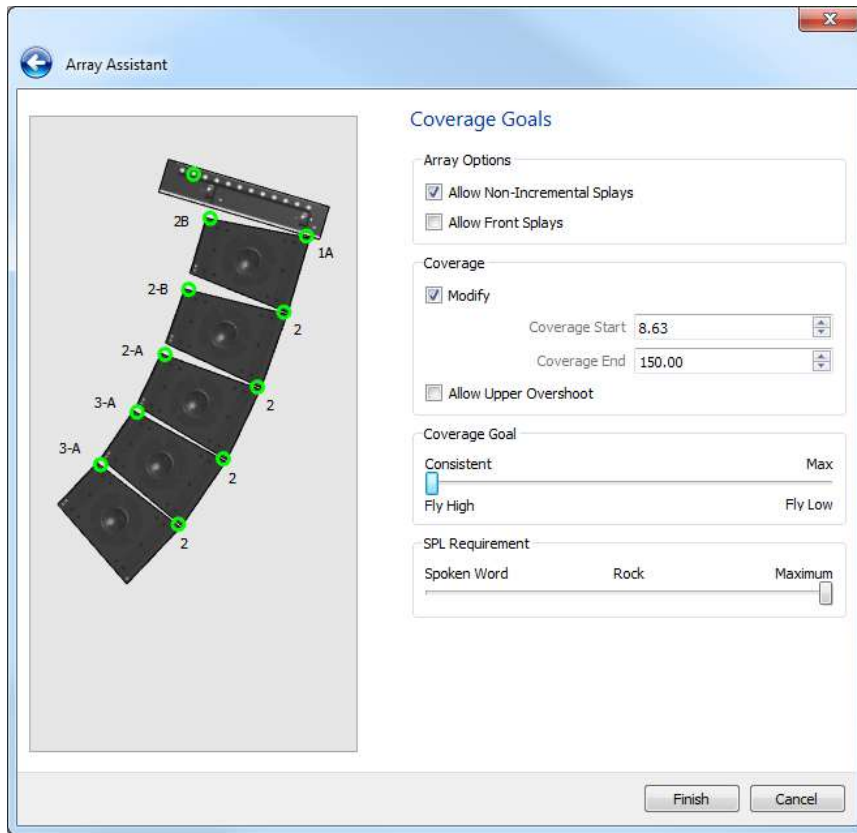 Array Assistant
2B
1A
2-B
2
2-A
2
3-A
2
3-A
2
Coverage Goals
Array Options
Allow Non-Incremental Splays
Allow Front Splays
Coverage
Modify
Coverage Start 8.63
Coverage End 150.00
Allow Upper Overshoot
Coverage Goal
Consistent Max
Fly High Fly Low
SPL Requirement
Spoken Word Rock Maximum
Finish Cancel